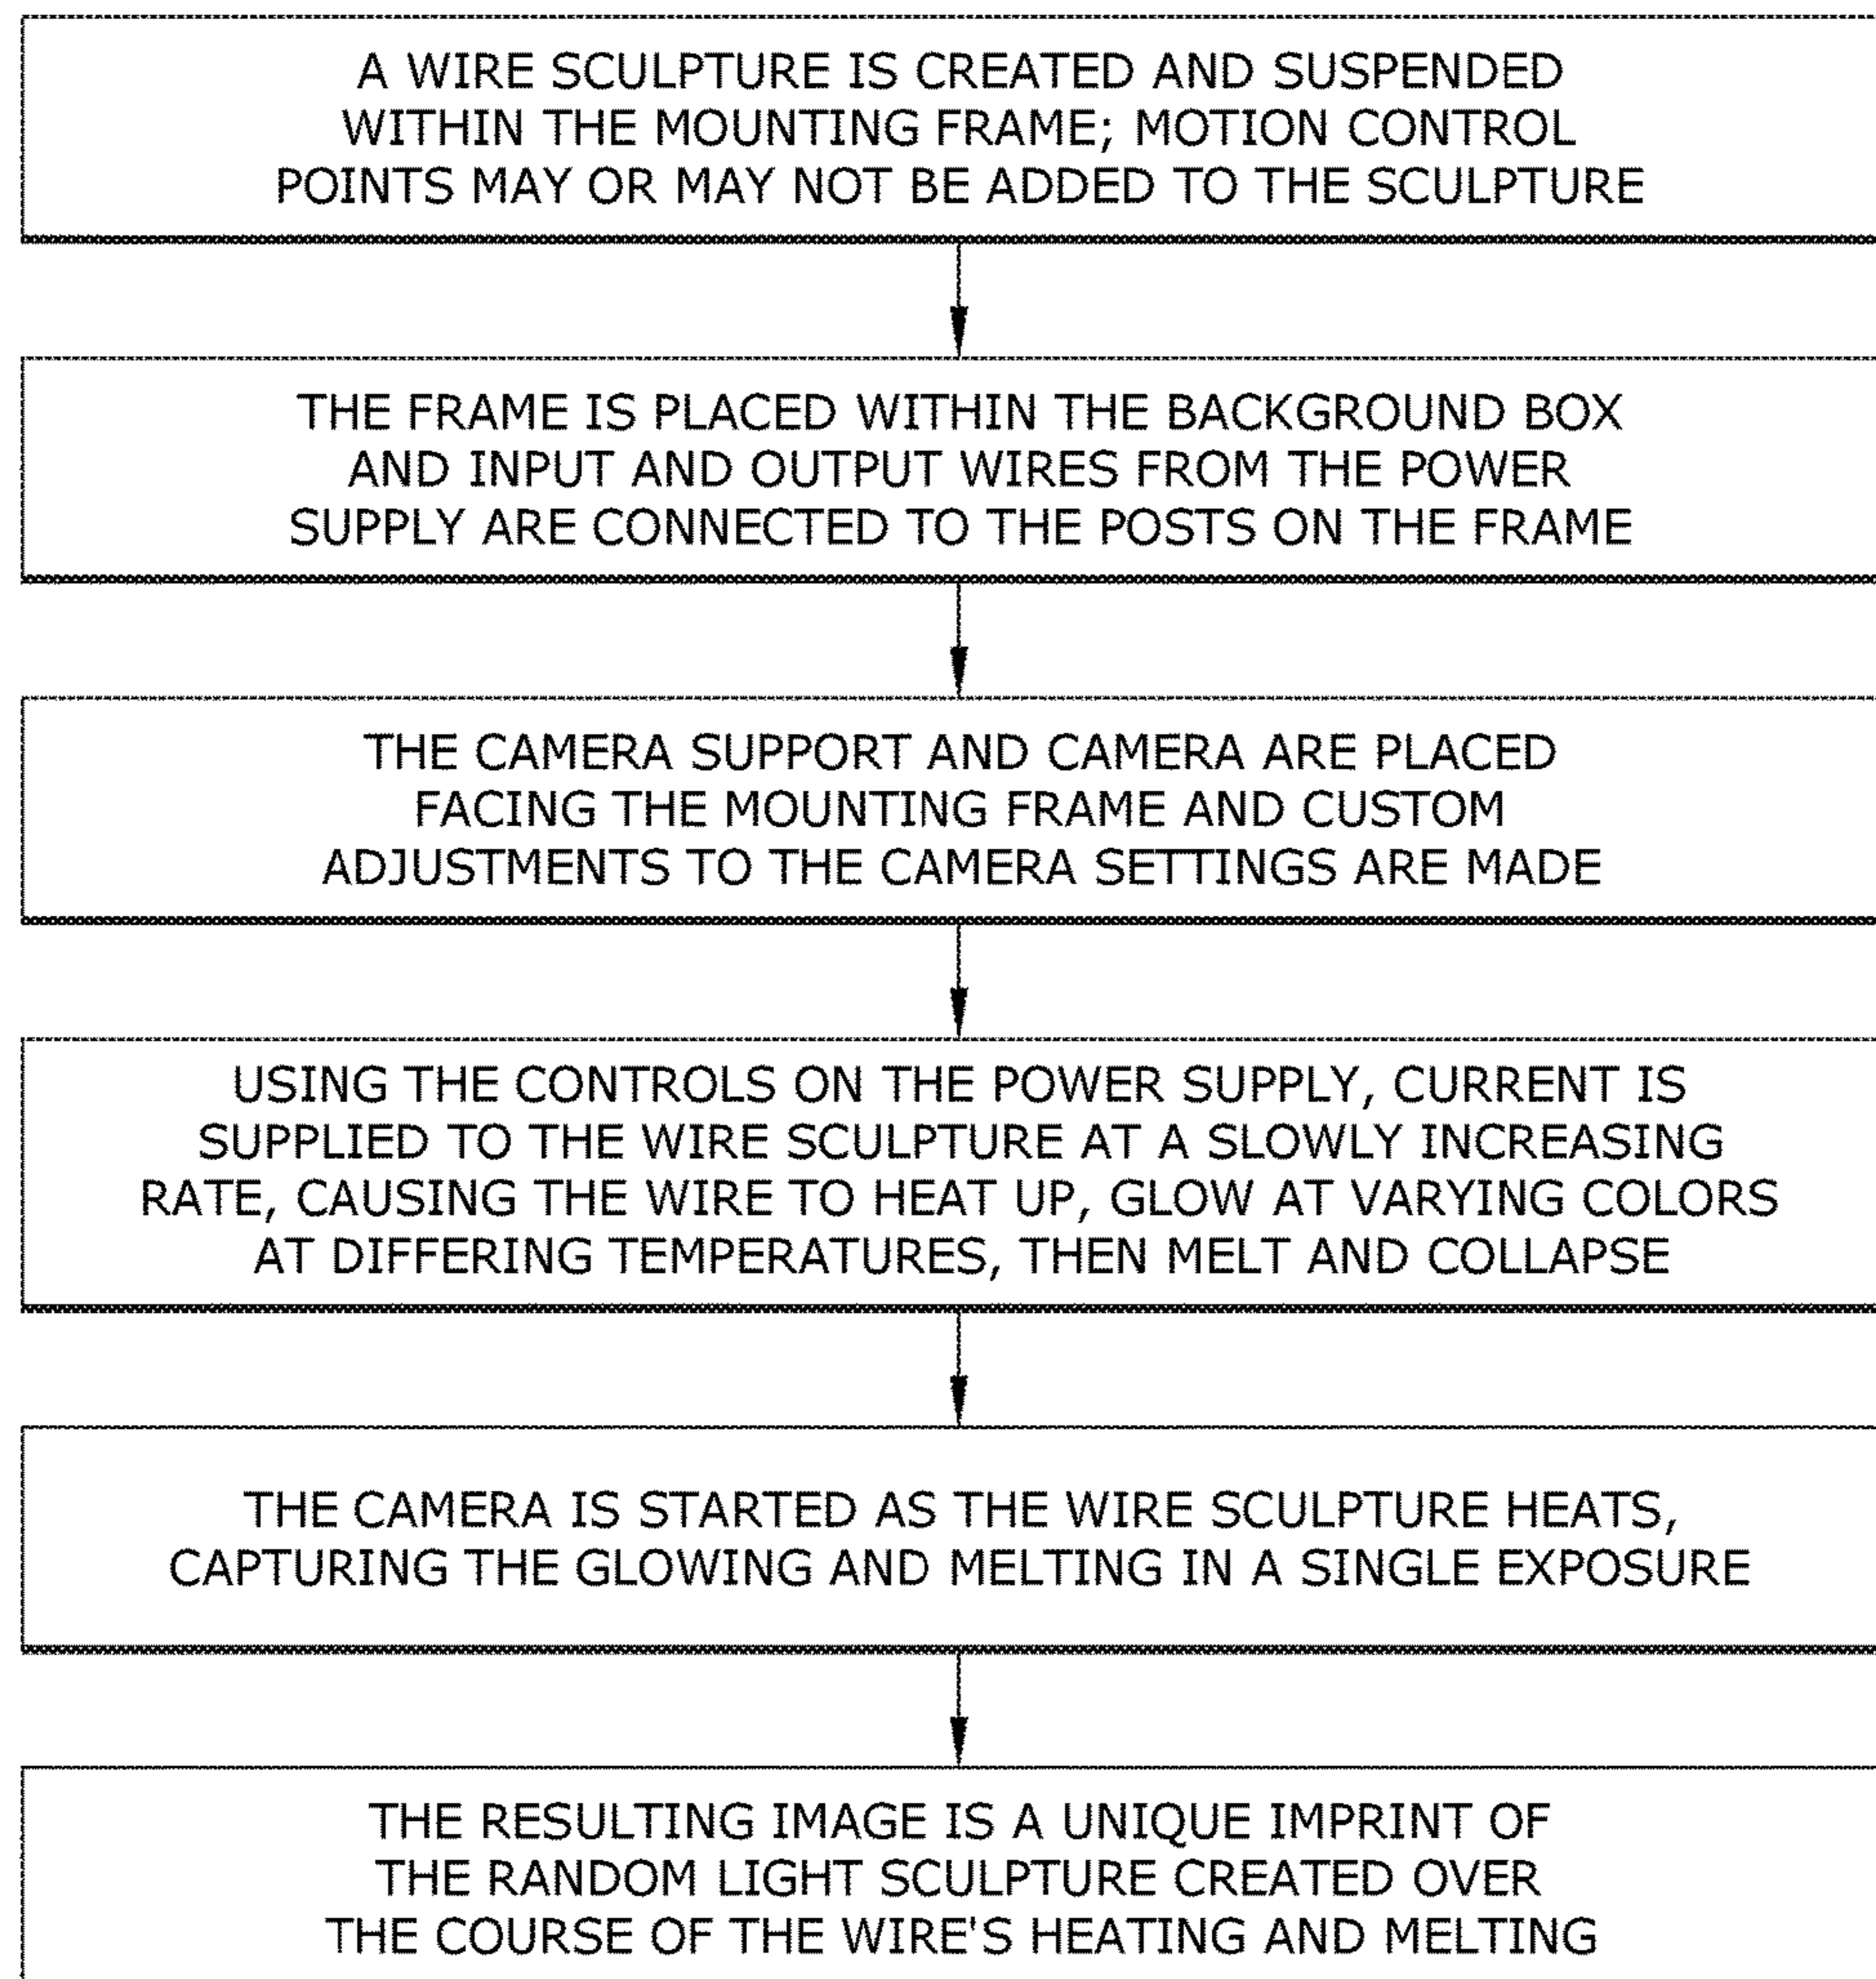 A WIRE SCULPTURE IS CREATED AND SUSPENDED
WITHIN THE MOUNTING FRAME; MOTION CONTROL
POINTS MAY OR MAY NOT BE ADDED TO THE SCULPTURE
THE FRAME IS PLACED WITHIN THE BACKGROUND BOX
AND INPUT AND OUTPUT WIRES FROM THE POWER
SUPPLY ARE CONNECTED TO THE POSTS ON THE FRAME
THE CAMERA SUPPORT AND CAMERA ARE PLACED
FACING THE MOUNTING FRAME AND CUSTOM
ADJUSTMENTS TO THE CAMERA SETTINGS ARE MADE
USING THE CONTROLS ON THE POWER SUPPLY, CURRENT IS
SUPPLIED TO THE WIRE SCULPTURE AT A SLOWLY INCREASING
RATE, CAUSING THE WIRE TO HEAT UP, GLOW AT VARYING COLORS
AT DIFFERING TEMPERATURES, THEN MELT AND COLLAPSE
THE CAMERA IS STARTED AS THE WIRE SCULPTURE HEATS,
CAPTURING THE GLOWING AND MELTING IN A SINGLE EXPOSURE
THE RESULTING IMAGE IS A UNIQUE IMPRINT OF
THE RANDOM LIGHT SCULPTURE CREATED OVER
THE COURSE OF THE WIRE'S HEATING AND MELTING